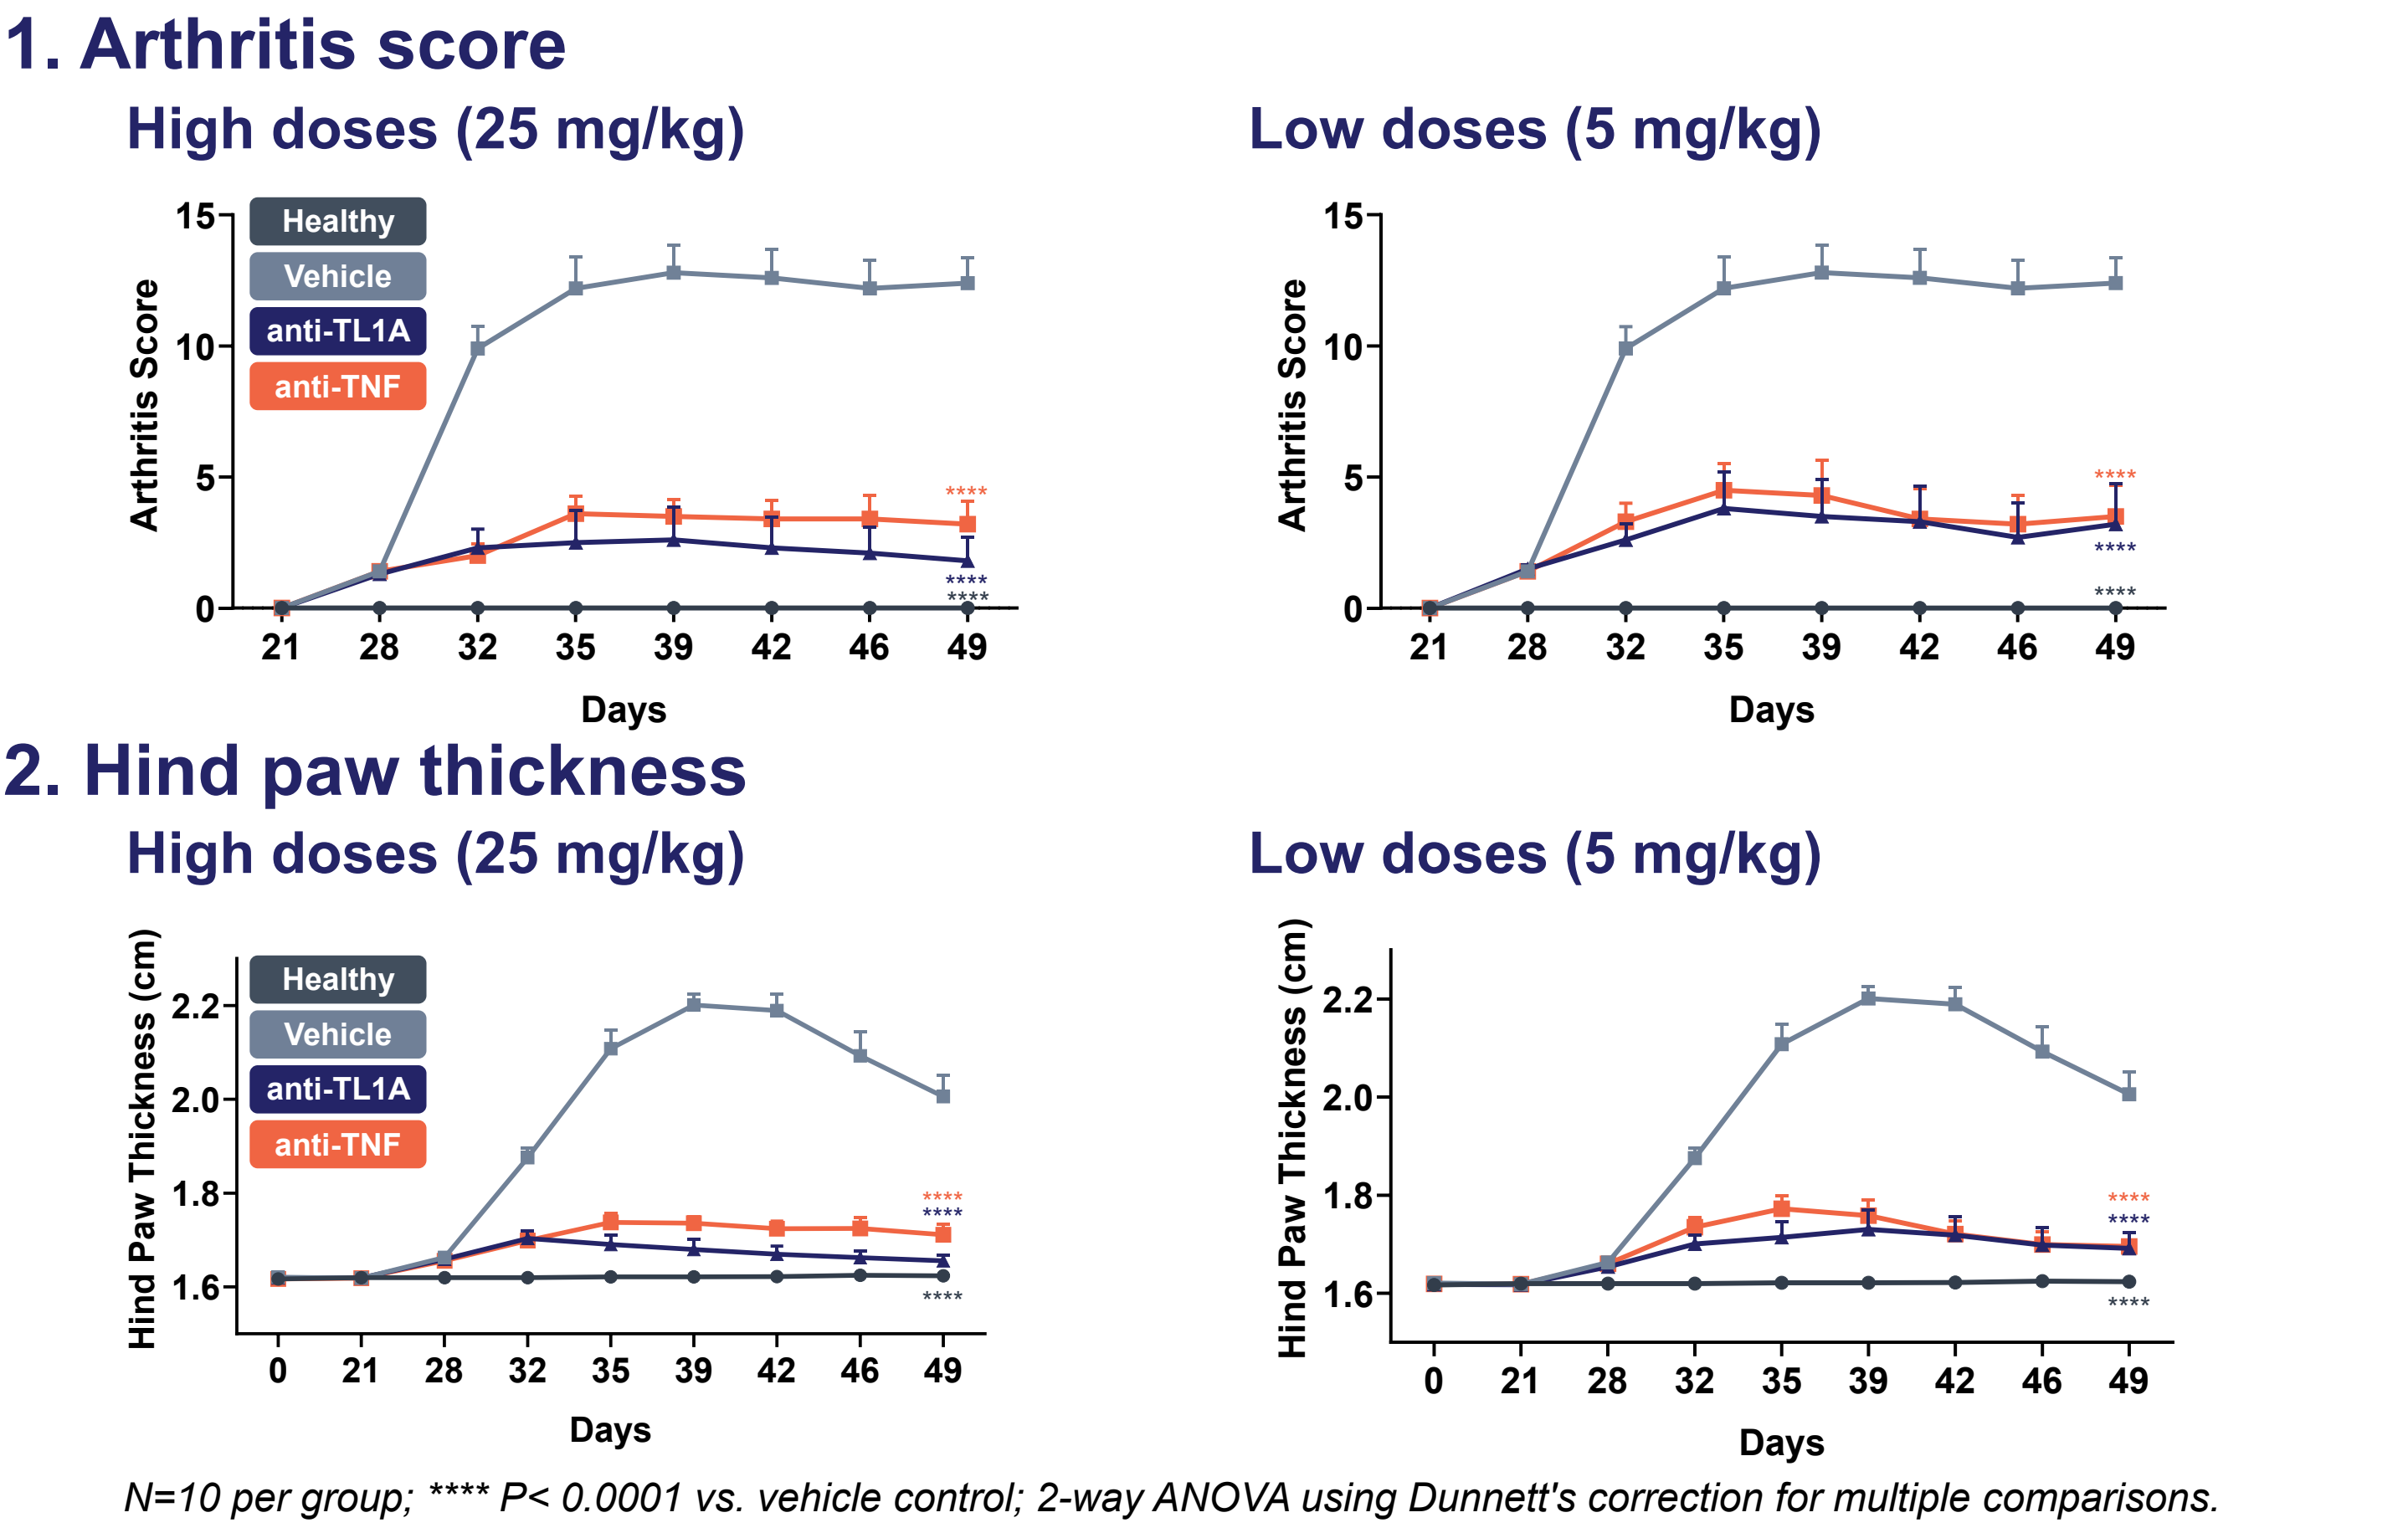 1. Arthritis score
High doses (25 mg/kg)
Arthritis Score
15
10
5
0
Healthy
Vehicle
anti-TL1A
anti-TNF
****
****
****
21 28 32 35 39 42 46 49
Days
Low doses (5 mg/kg)
Arthritis Score
15
10
5
0
****
****
****
21 28 32 35 39 42 46 49
Days
2. Hind paw thickness
High doses (25 mg/kg)
Hind Paw Thickness (cm)
2.2
2.0
1.8
1.6
Healthy
Vehicle
anti-TL1A
anti-TNF
****
****
****
0 21 28 32 35 39 42 46 49
Days
Low doses (5 mg/kg)
Hind Paw Thickness (cm)
2.2
2.0
1.8
1.6
****
****
****
0 21 28 32 35 39 42 46 49
Days
N=10 per group; **** P< 0.0001 vs. vehicle control; 2-way ANOVA using Dunnett's correction for multiple comparisons.